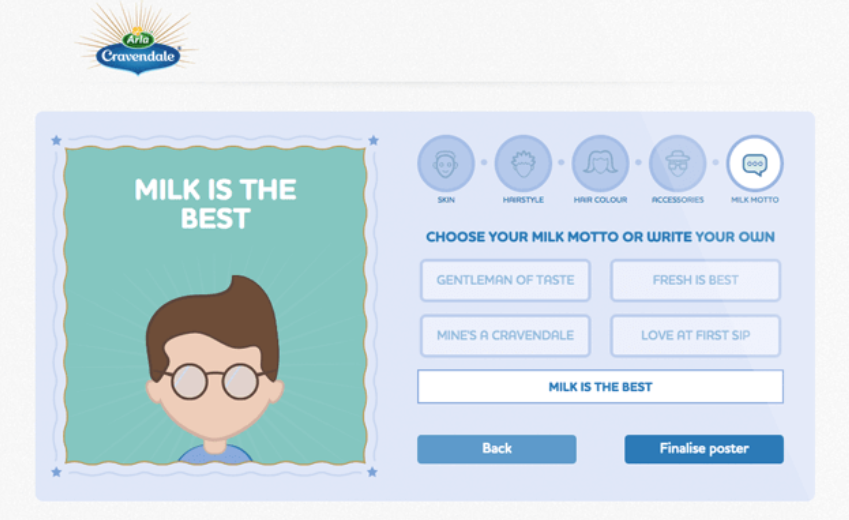 Arla
Cravendale
MILK IS THE
BEST
SKIN
HAIRSTYLE
HAIR COLOUR
ACCESSORIES
MILK MOTTO
CHOOSE YOUR MILK MOTTO OR WRITE YOUR OWN
GENTLEMAN OF TASTE
FRESH IS BEST
MINE'S A CRAVENDALE
LOVE AT FIRST SIP
MILK IS THE BEST
Back
Finalise poster